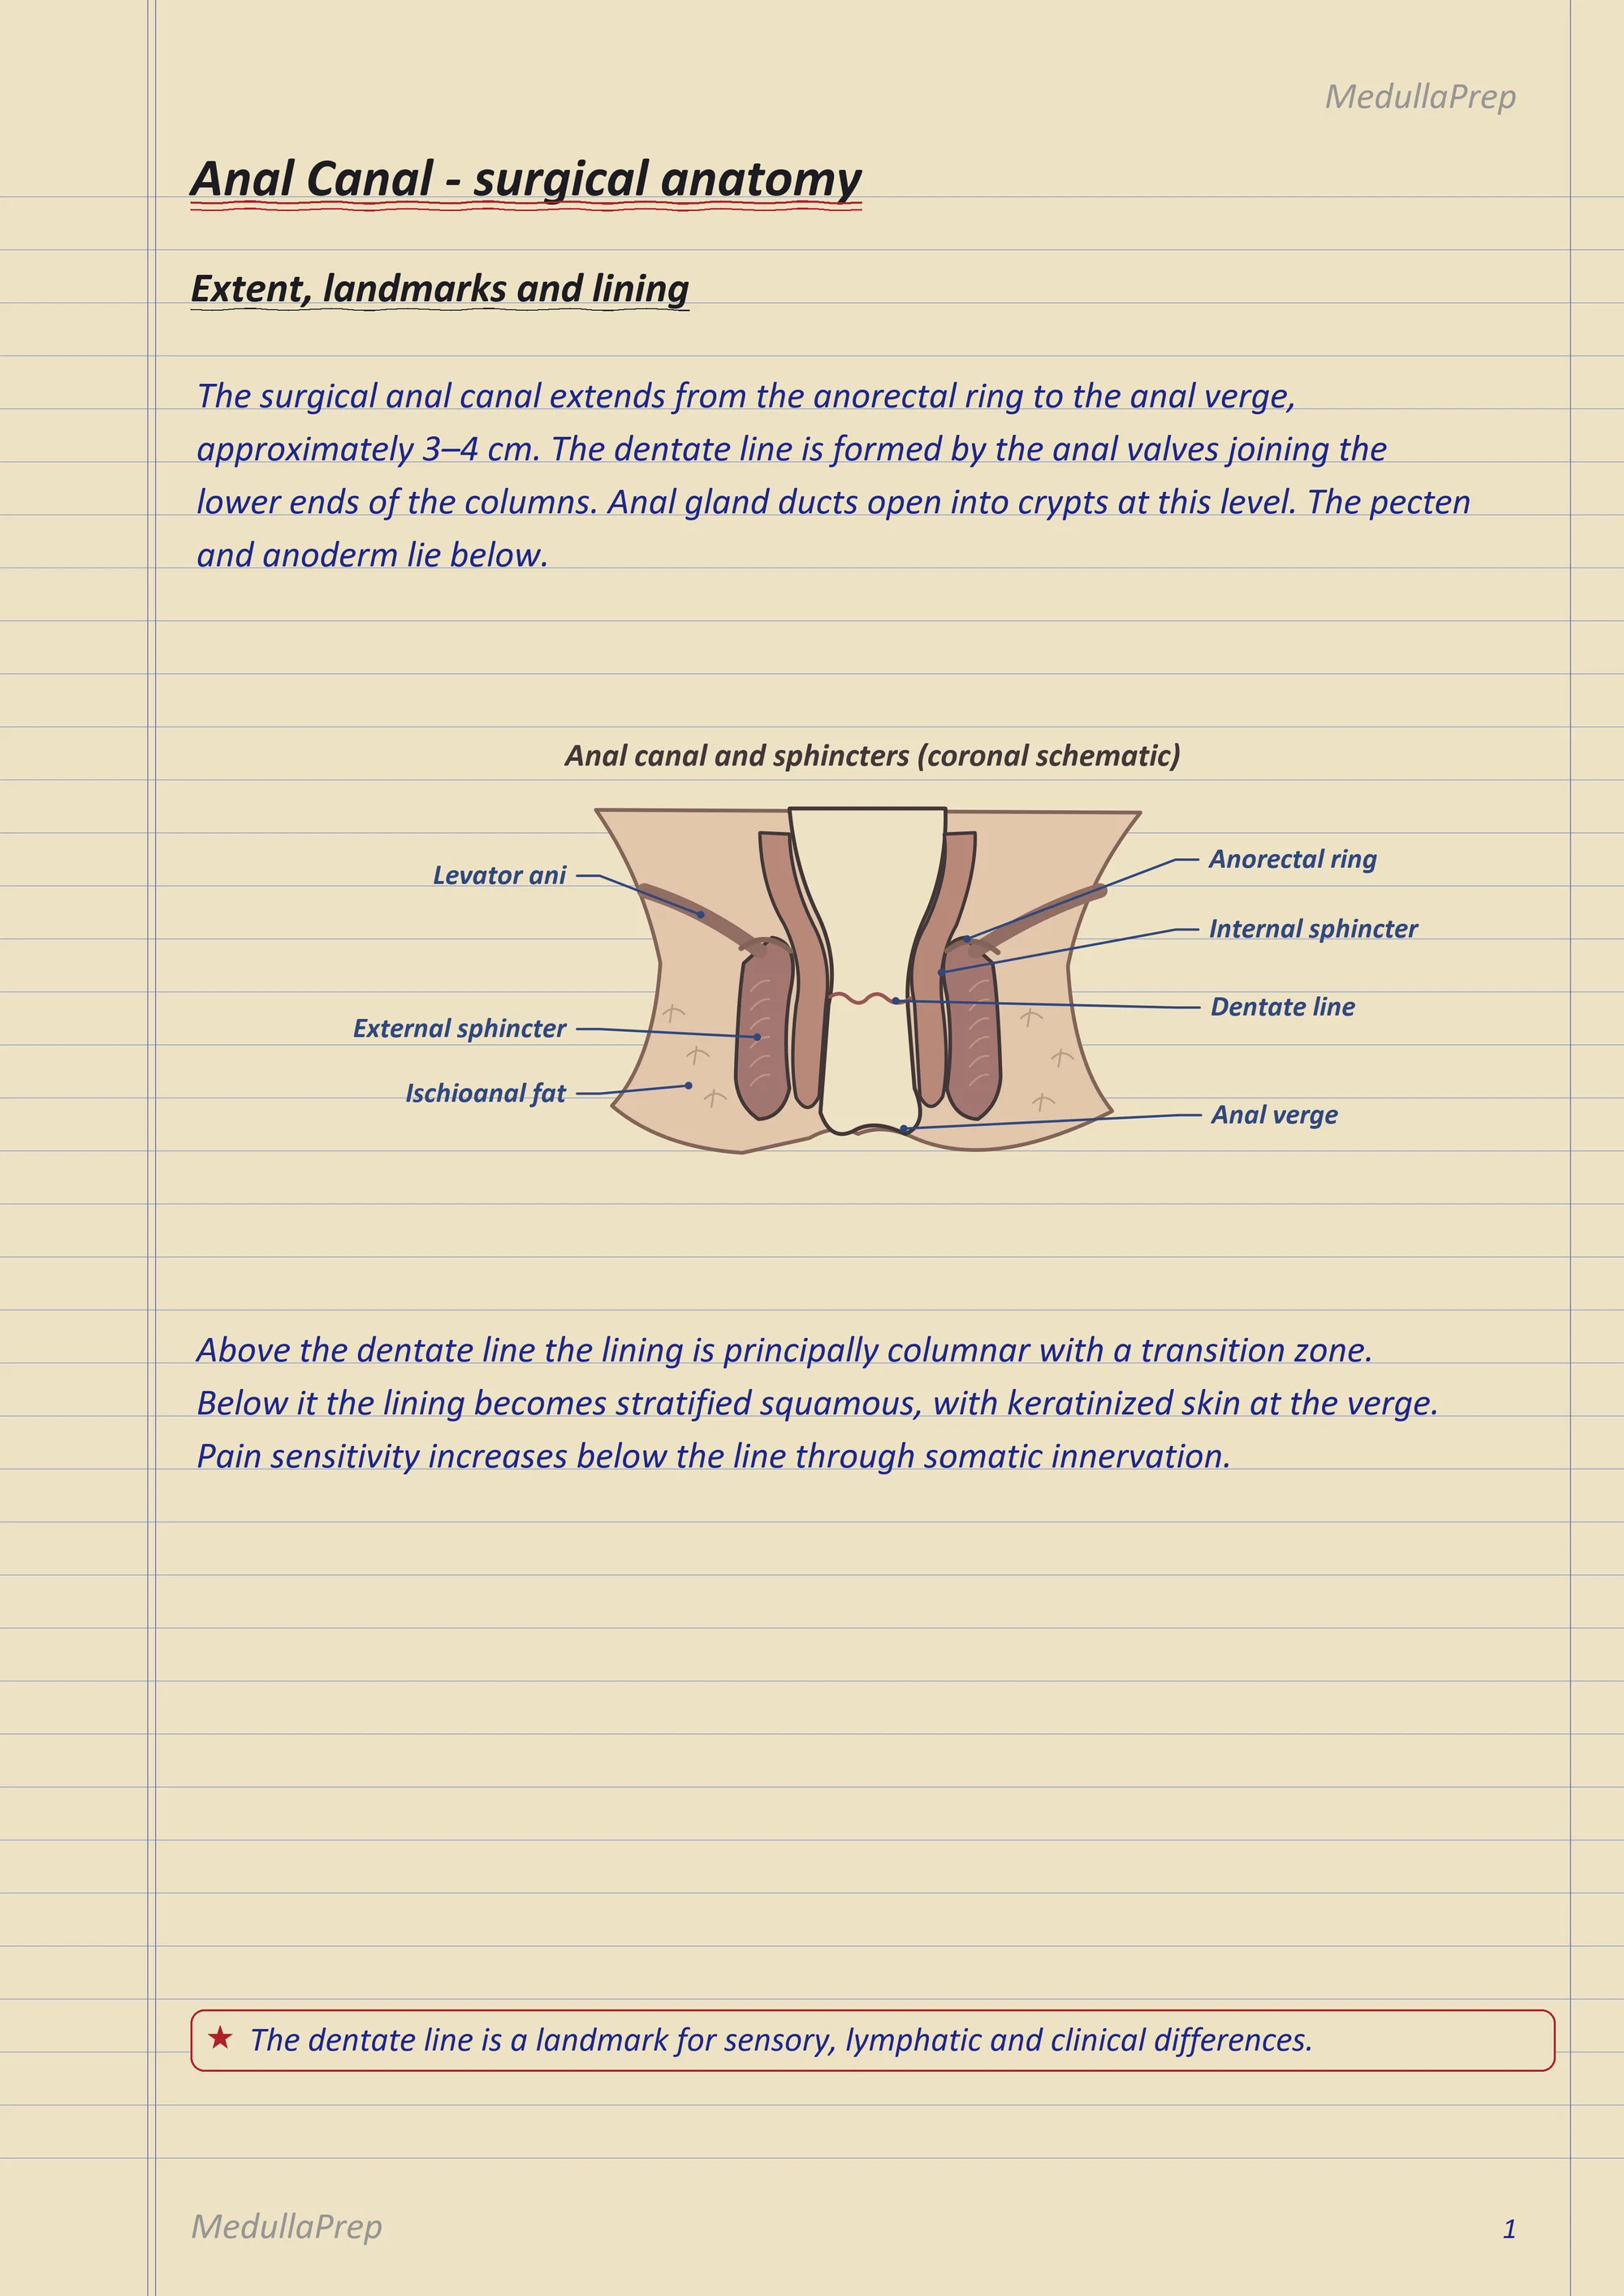 MedullaPrep
Anal Canal - surgical anatomy
Extent, landmarks and lining
The surgical anal canal extends from the anorectal ring to the anal verge,
approximately 3–4 cm. The dentate line is formed by the anal valves joining the
lower ends of the columns. Anal gland ducts open into crypts at this level. The pecten
and anoderm lie below.
Anal canal and sphincters (coronal schematic)
Levator ani
External sphincter
Ischioanal fat
Anorectal ring
Internal sphincter
Dentate line
Anal verge
Above the dentate line the lining is principally columnar with a transition zone.
Below it the lining becomes stratified squamous, with keratinized skin at the verge.
Pain sensitivity increases below the line through somatic innervation.
★ The dentate line is a landmark for sensory, lymphatic and clinical differences.
MedullaPrep
1